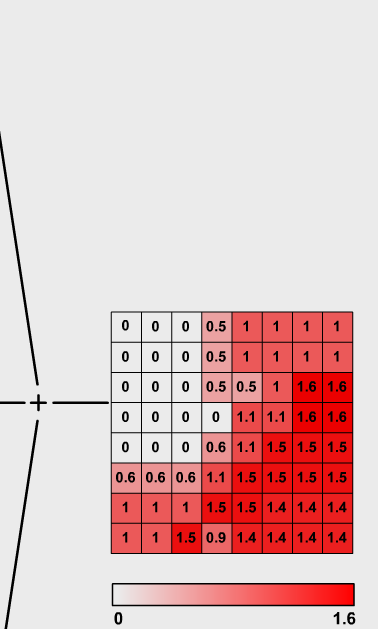 0 0 0 0.5 1 1 1 1
0 0 0 0.5 1 1 1 1
0 0 0 0.5 0.5 1 1.6 1.6
0 0 0 0 1.1 1.1 1.6 1.6
0 0 0 0.6 1.1 1.5 1.5 1.5
0.6 0.6 0.6 1.1 1.5 1.5 1.5 1.5
1 1 1 1.5 1.5 1.4 1.4 1.4
1 1 1.5 0.9 1.4 1.4 1.4 1.4
0 1.6